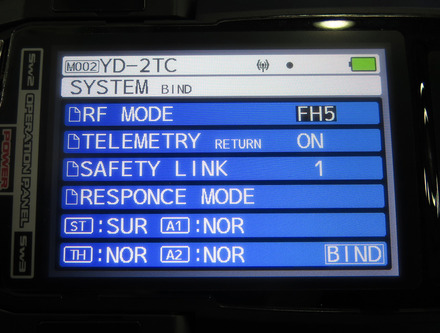 M002 YD-2TC
SYSTEM BIND
RF MODE FH5
TELEMETRY RETURN ON
SAFETY LINK 1
RESPONCE MODE
ST :SUR A1 :NOR
TH :NOR A2 :NOR BIND
SW2 OPERATION PANEL SW3
POWER